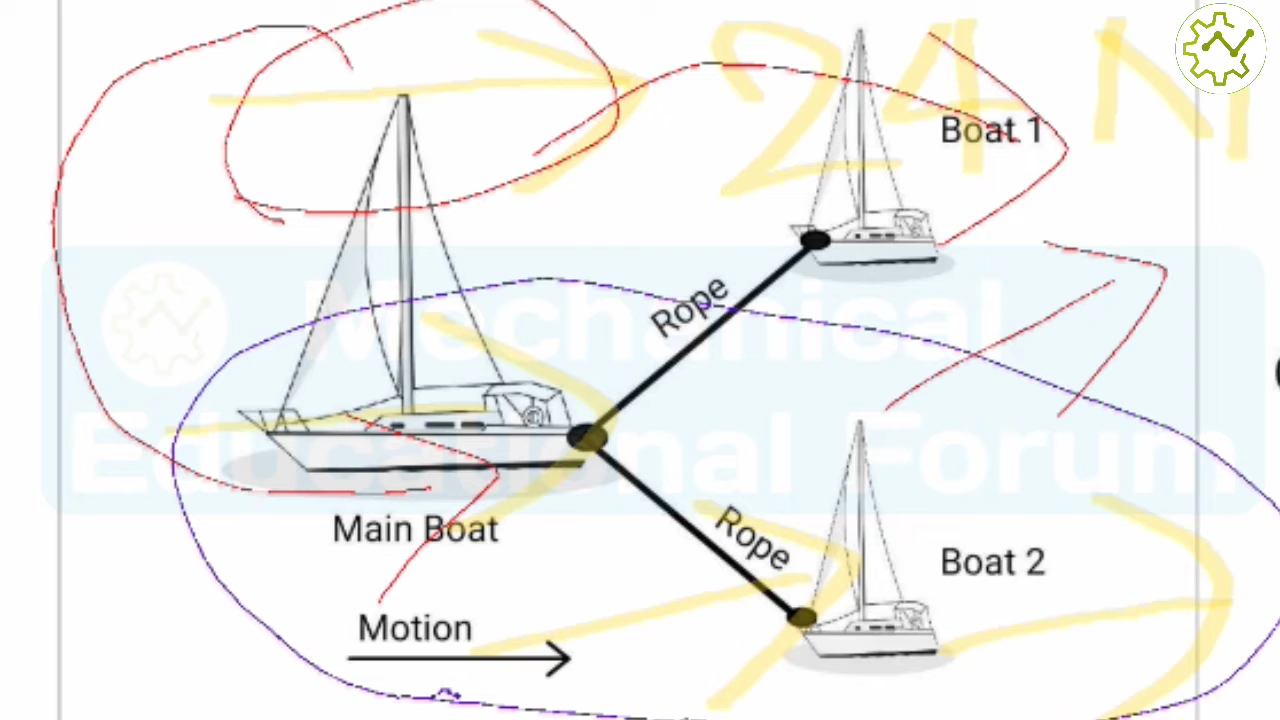 24 N
Boat 1
Rope
Mechanical
Educational Forum
Main Boat
Rope
Boat 2
Motion